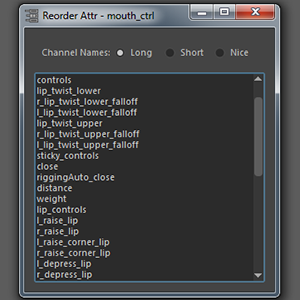 Reorder Attr - mouth_ctrl
Channel Names: Long Short Nice
controls
lip_twist_lower
r_lip_twist_lower_falloff
l_lip_twist_lower_falloff
lip_twist_upper
r_lip_twist_upper_falloff
l_lip_twist_upper_falloff
sticky_controls
close
riggingAuto_close
distance
weight
lip_controls
l_raise_lip
r_raise_lip
l_raise_corner_lip
r_raise_corner_lip
l_depress_lip
r_depress_lip